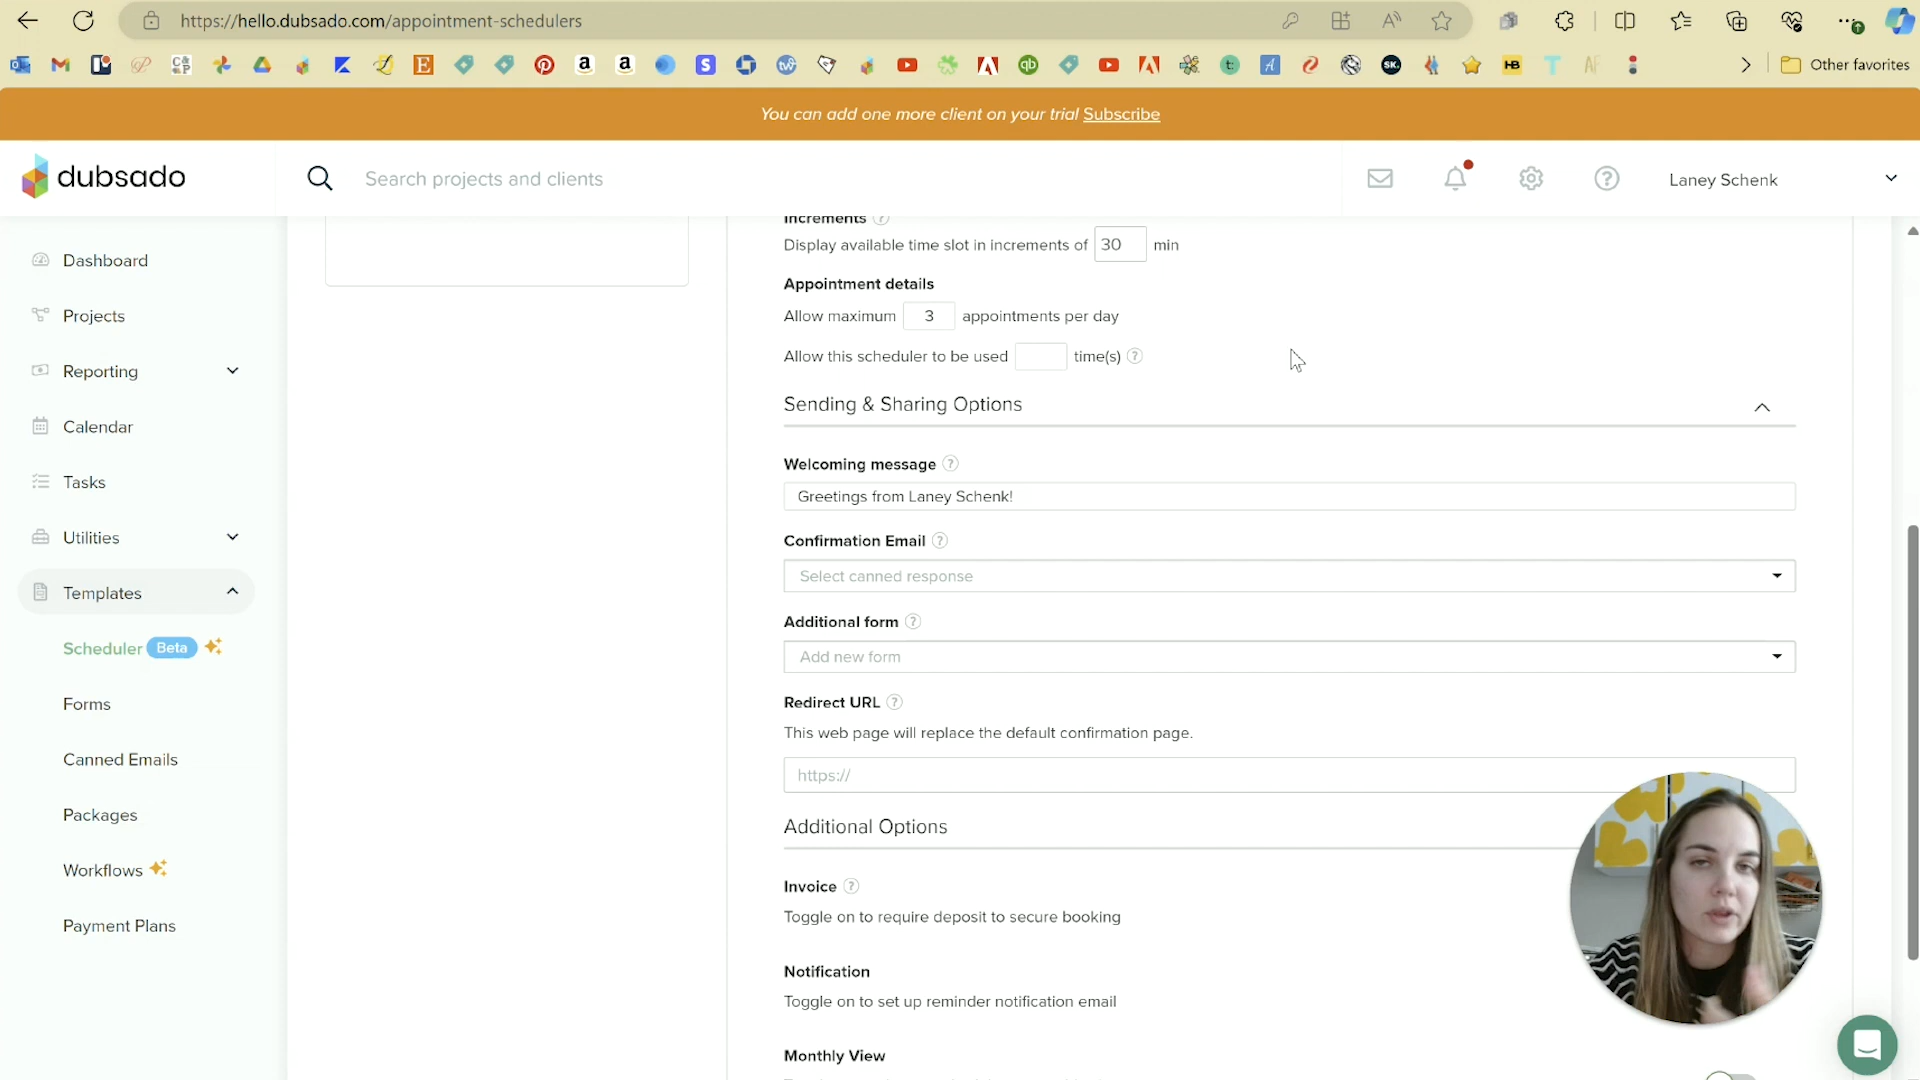 https://hello.dubsado.com/appointment-schedulers
Other favorites
You can add one more client on your trial Subscribe
dubsado
Search projects and clients
Laney Schenk
Dashboard
Projects
Reporting
Calendar
Tasks
Utilities
Templates
Scheduler Beta
Forms
Canned Emails
Packages
Workflows
Payment Plans
Increments ?
Display available time slot in increments of 30 min
Appointment details
Allow maximum 3 appointments per day
Allow this scheduler to be used time(s) ?
Sending & Sharing Options
Welcoming message ?
Greetings from Laney Schenk!
Confirmation Email ?
Select canned response
Additional form ?
Add new form
Redirect URL ?
This web page will replace the default confirmation page.
https://
Additional Options
Invoice ?
Toggle on to require deposit to secure booking
Notification
Toggle on to set up reminder notification email
Monthly View